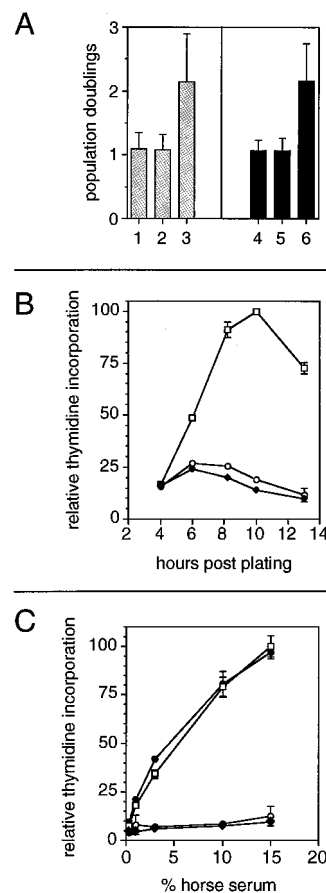 A
population doublings
3
2
1
0
1 2 3 4 5 6
B
relative thymidine incorporation
100
75
50
25
0
2 4 6 8 10 12 14
hours post plating
C
relative thymidine incorporation
100
75
50
25
0
0 5 10 15 20
% horse serum